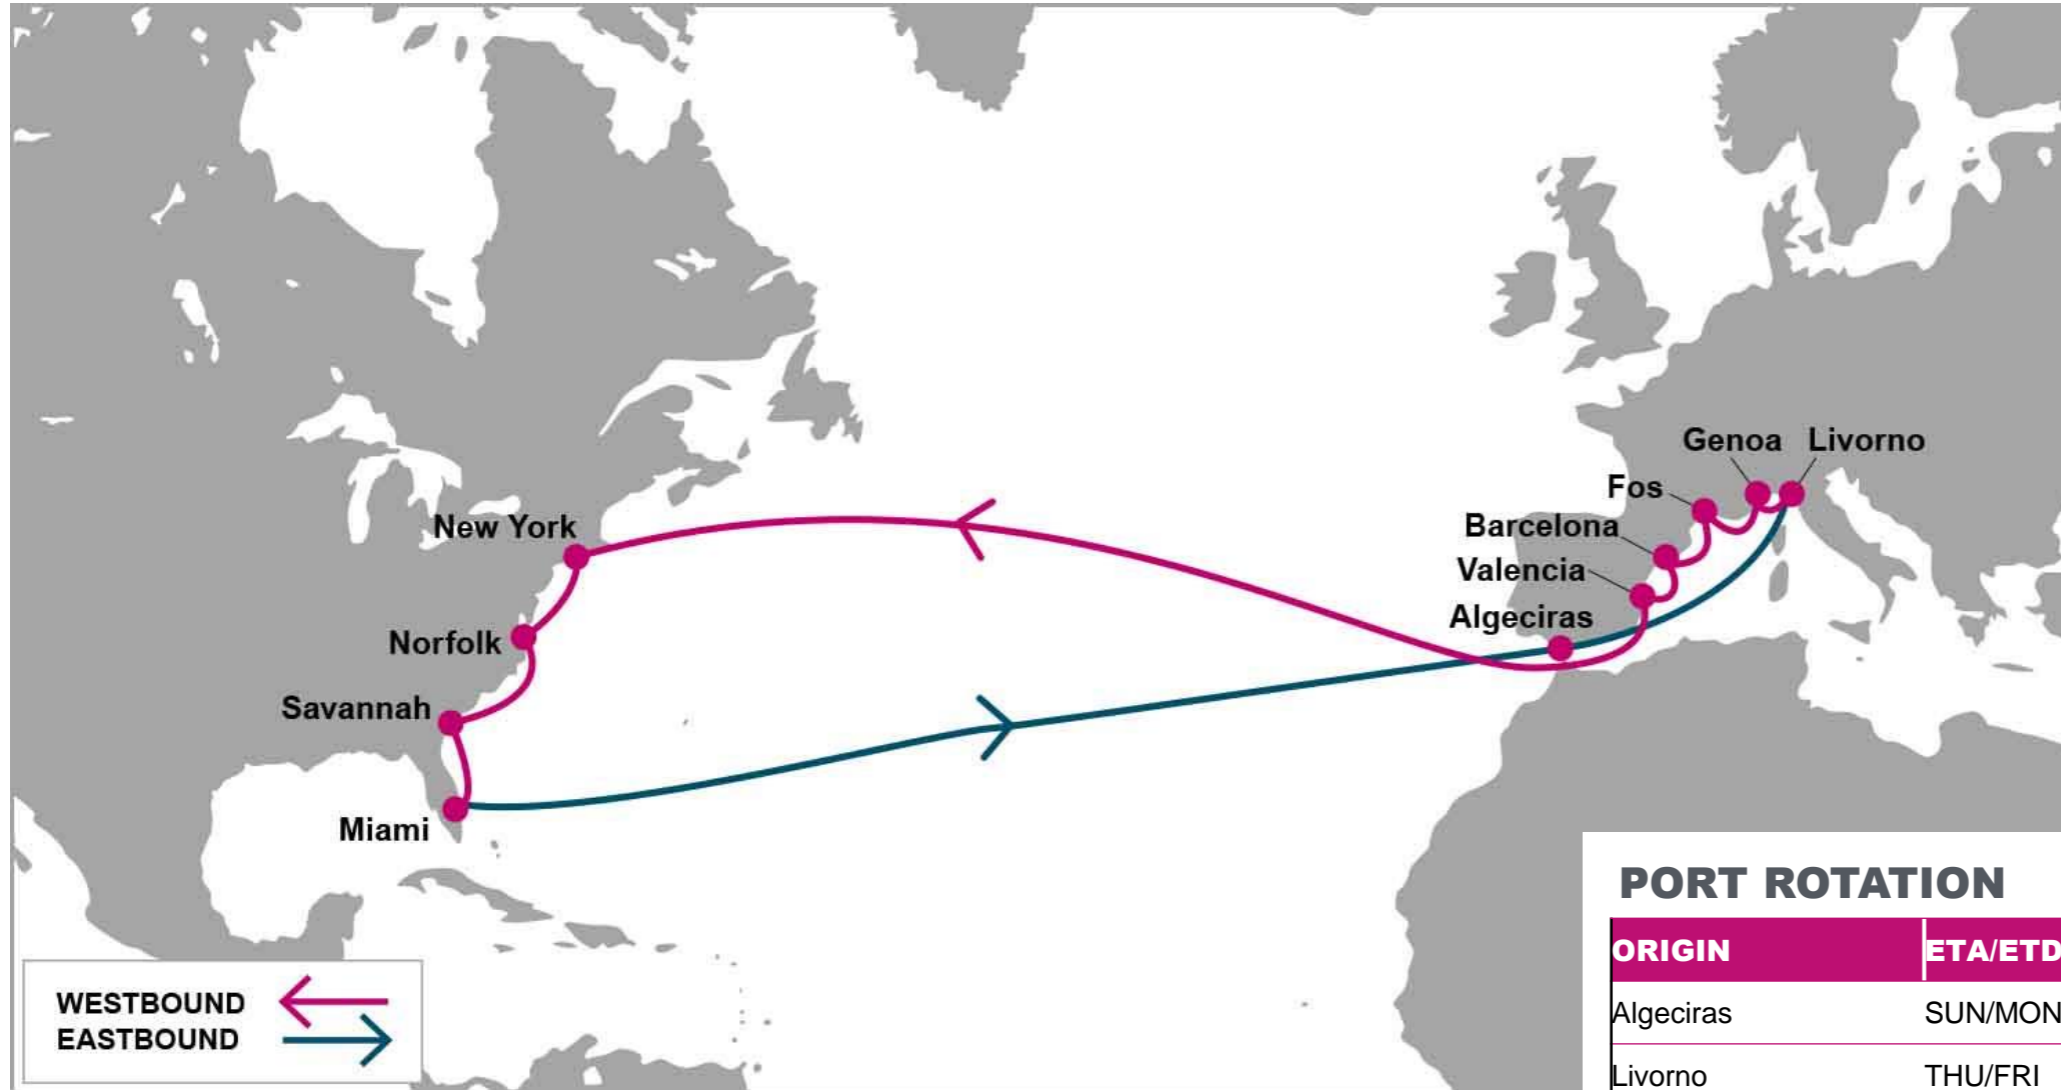 Genoa Livorno
Fos
New York
Barcelona
Valencia
Algeciras
Norfolk
Savannah
Miami
WESTBOUND
EASTBOUND
PORT ROTATION
ORIGIN ETA/ETD
Algeciras SUN/MON
Livorno THU/FRI